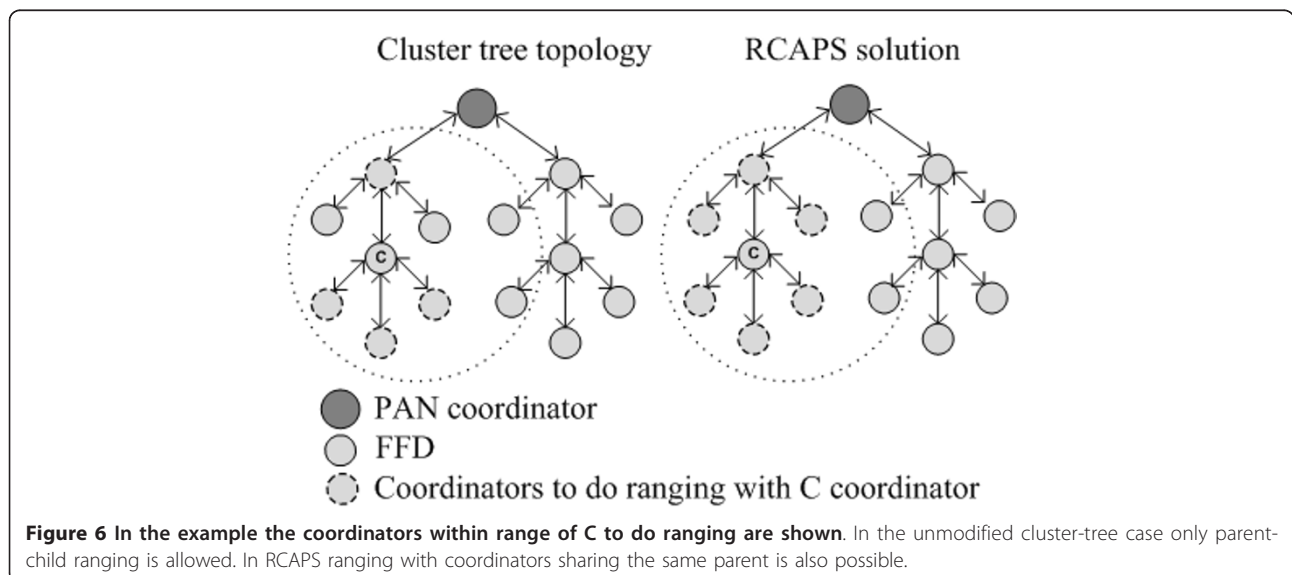 Cluster tree topology
RCAPS solution
C
C
PAN coordinator
FFD
Coordinators to do ranging with C coordinator
Figure 6 In the example the coordinators within range of C to do ranging are shown. In the unmodified cluster-tree case only parent-
child ranging is allowed. In RCAPS ranging with coordinators sharing the same parent is also possible.